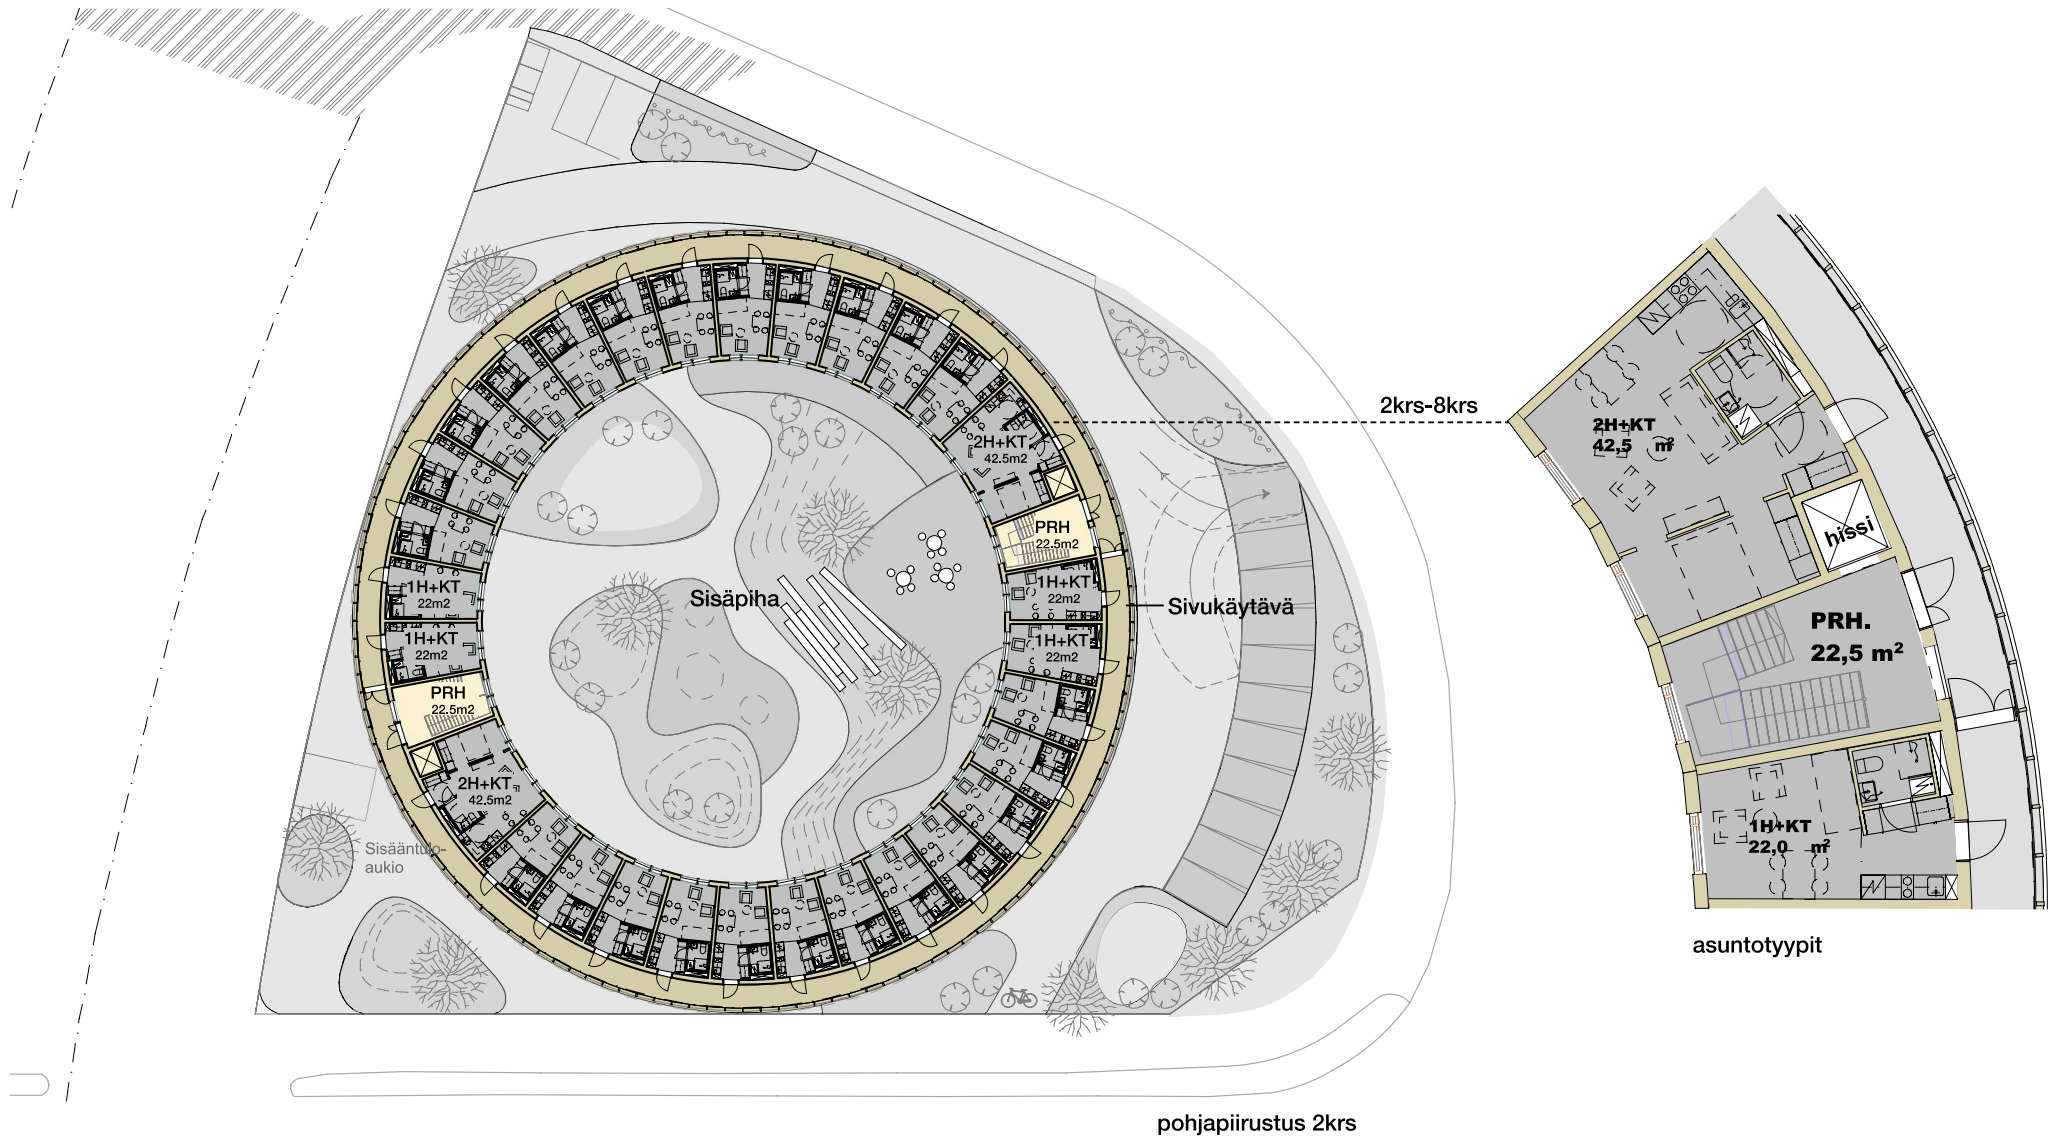 2krs-8krs
2H+KT
42.5m2
PRH
22.5m2
1H+KT
22m2
1H+KT
22m2
1H+KT
22m2
1H+KT
22m2
PRH
22.5m2
2H+KT
42.5m2
Sisäpiha
Sivukäytävä
Sisääntulo-
aukio
2H+KT
42,5 m²
hissi
PRH.
22,5 m²
1H+KT
22,0 m²
asuntotyypit
pohjapiirustus 2krs